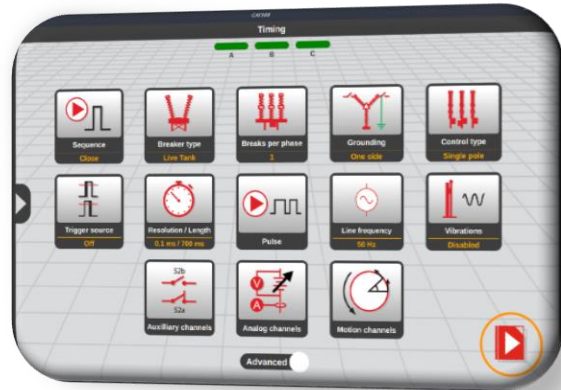 Timing
A B C
Sequence
Close
Breaker type
Live Tank
Breaks per phase
1
Grounding
One side
Control type
Single pole
Trigger source
Off
Resolution / Length
0,1 ms / 700 ms
Pulse
Line frequency
50 Hz
Vibrations
Disabled
S2b
S2a
Auxilliary channels
V
A
Analog channels
Motion channels
Advanced